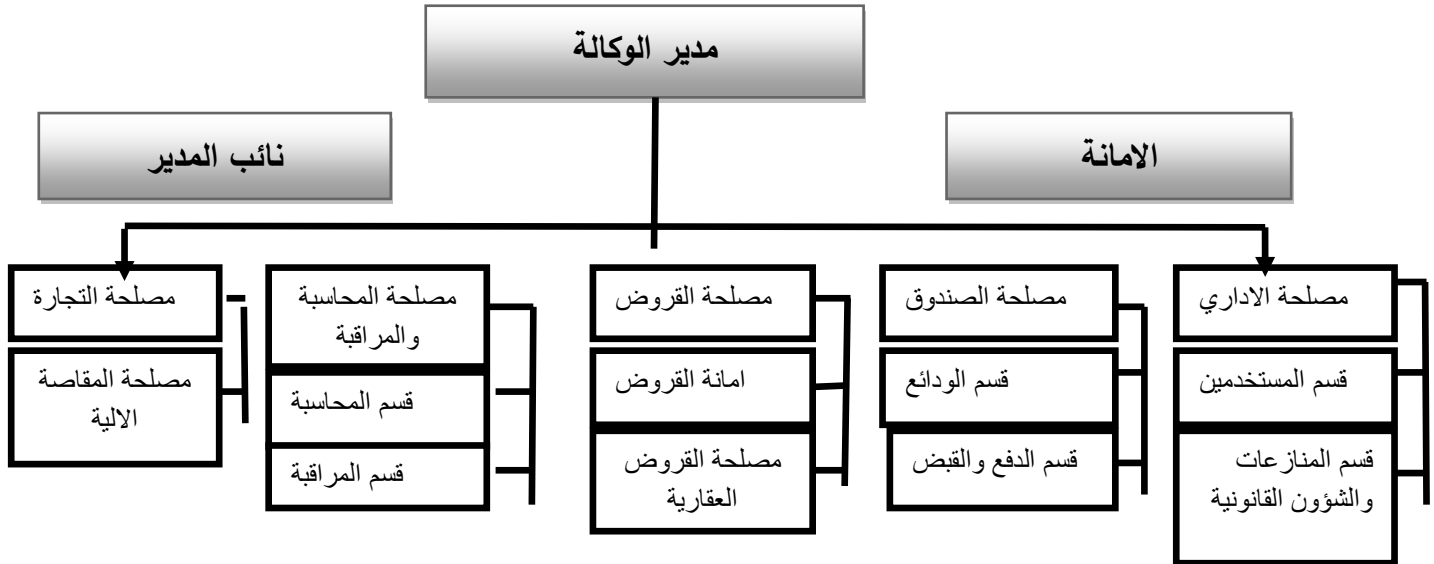 مدير الوكالة
الامانة
نائب المدير
مصلحة الاداري
قسم المستخدمين
قسم المنازعات
والشؤون القانونية
مصلحة الصندوق
قسم الودائع
قسم الدفع والقبض
مصلحة القروض
امانة القروض
مصلحة القروض
العقارية
مصلحة المحاسبة
والمراقبة
قسم المحاسبة
قسم المراقبة
مصلحة التجارة
مصلحة المقاصة
الالية